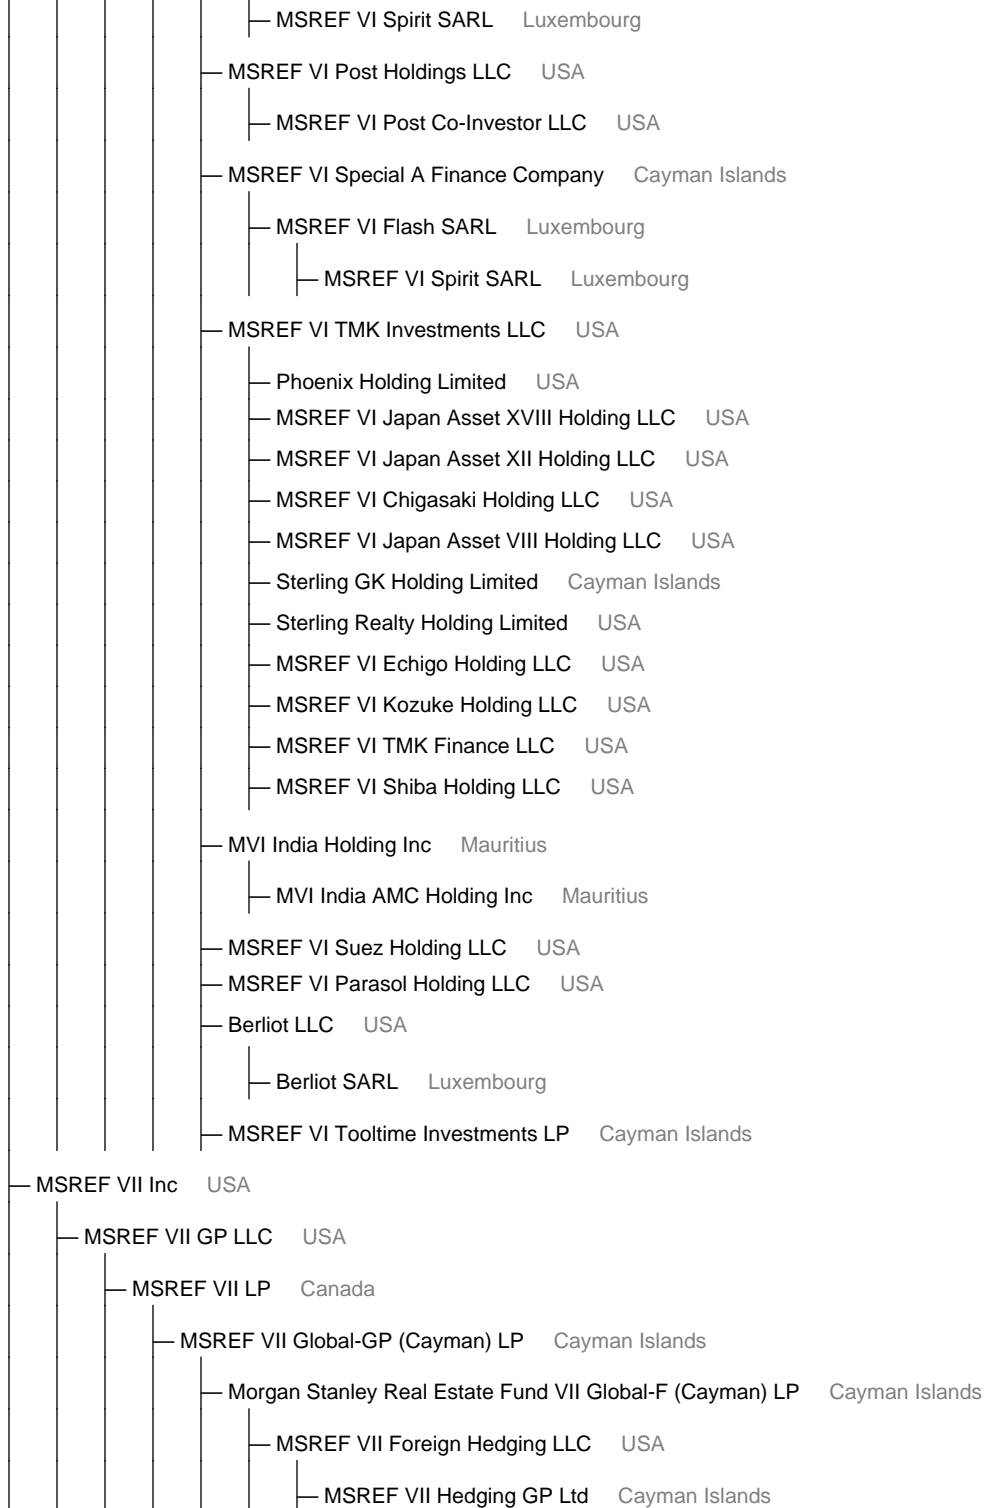 MSREF VI Spirit SARL Luxembourg
MSREF VI Post Holdings LLC USA
MSREF VI Post Co-Investor LLC USA
MSREF VI Special A Finance Company Cayman Islands
MSREF VI Flash SARL Luxembourg
MSREF VI Spirit SARL Luxembourg
MSREF VI TMK Investments LLC USA
Phoenix Holding Limited USA
MSREF VI Japan Asset XVIII Holding LLC USA
MSREF VI Japan Asset XII Holding LLC USA
MSREF VI Chigasaki Holding LLC USA
MSREF VI Japan Asset VIII Holding LLC USA
Sterling GK Holding Limited Cayman Islands
Sterling Realty Holding Limited USA
MSREF VI Echigo Holding LLC USA
MSREF VI Kozuke Holding LLC USA
MSREF VI TMK Finance LLC USA
MSREF VI Shiba Holding LLC USA
MVI India Holding Inc Mauritius
MVI India AMC Holding Inc Mauritius
MSREF VI Suez Holding LLC USA
MSREF VI Parasol Holding LLC USA
Berliot LLC USA
Berliot SARL Luxembourg
MSREF VI Tooltime Investments LP Cayman Islands
MSREF VII Inc USA
MSREF VII GP LLC USA
MSREF VII LP Canada
MSREF VII Global-GP (Cayman) LP Cayman Islands
Morgan Stanley Real Estate Fund VII Global-F (Cayman) LP Cayman Islands
MSREF VII Foreign Hedging LLC USA
MSREF VII Hedging GP Ltd Cayman Islands